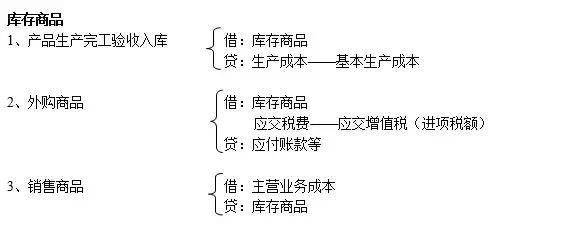 库存商品
1、产品生产完工验收入库
借：库存商品
贷：生产成本——基本生产成本
2、外购商品
借：库存商品
应交税费——应交增值税（进项税额）
贷：应付账款等
3、销售商品
借：主营业务成本
贷：库存商品